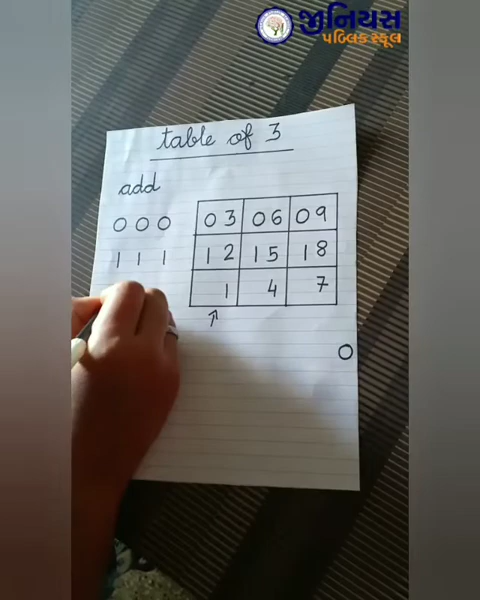 જીનિયસ
પબ્લિક સ્કૂલ
table of 3
add
0 0 0 03 06 09
1 1 1 12 15 18
1 4 7
0